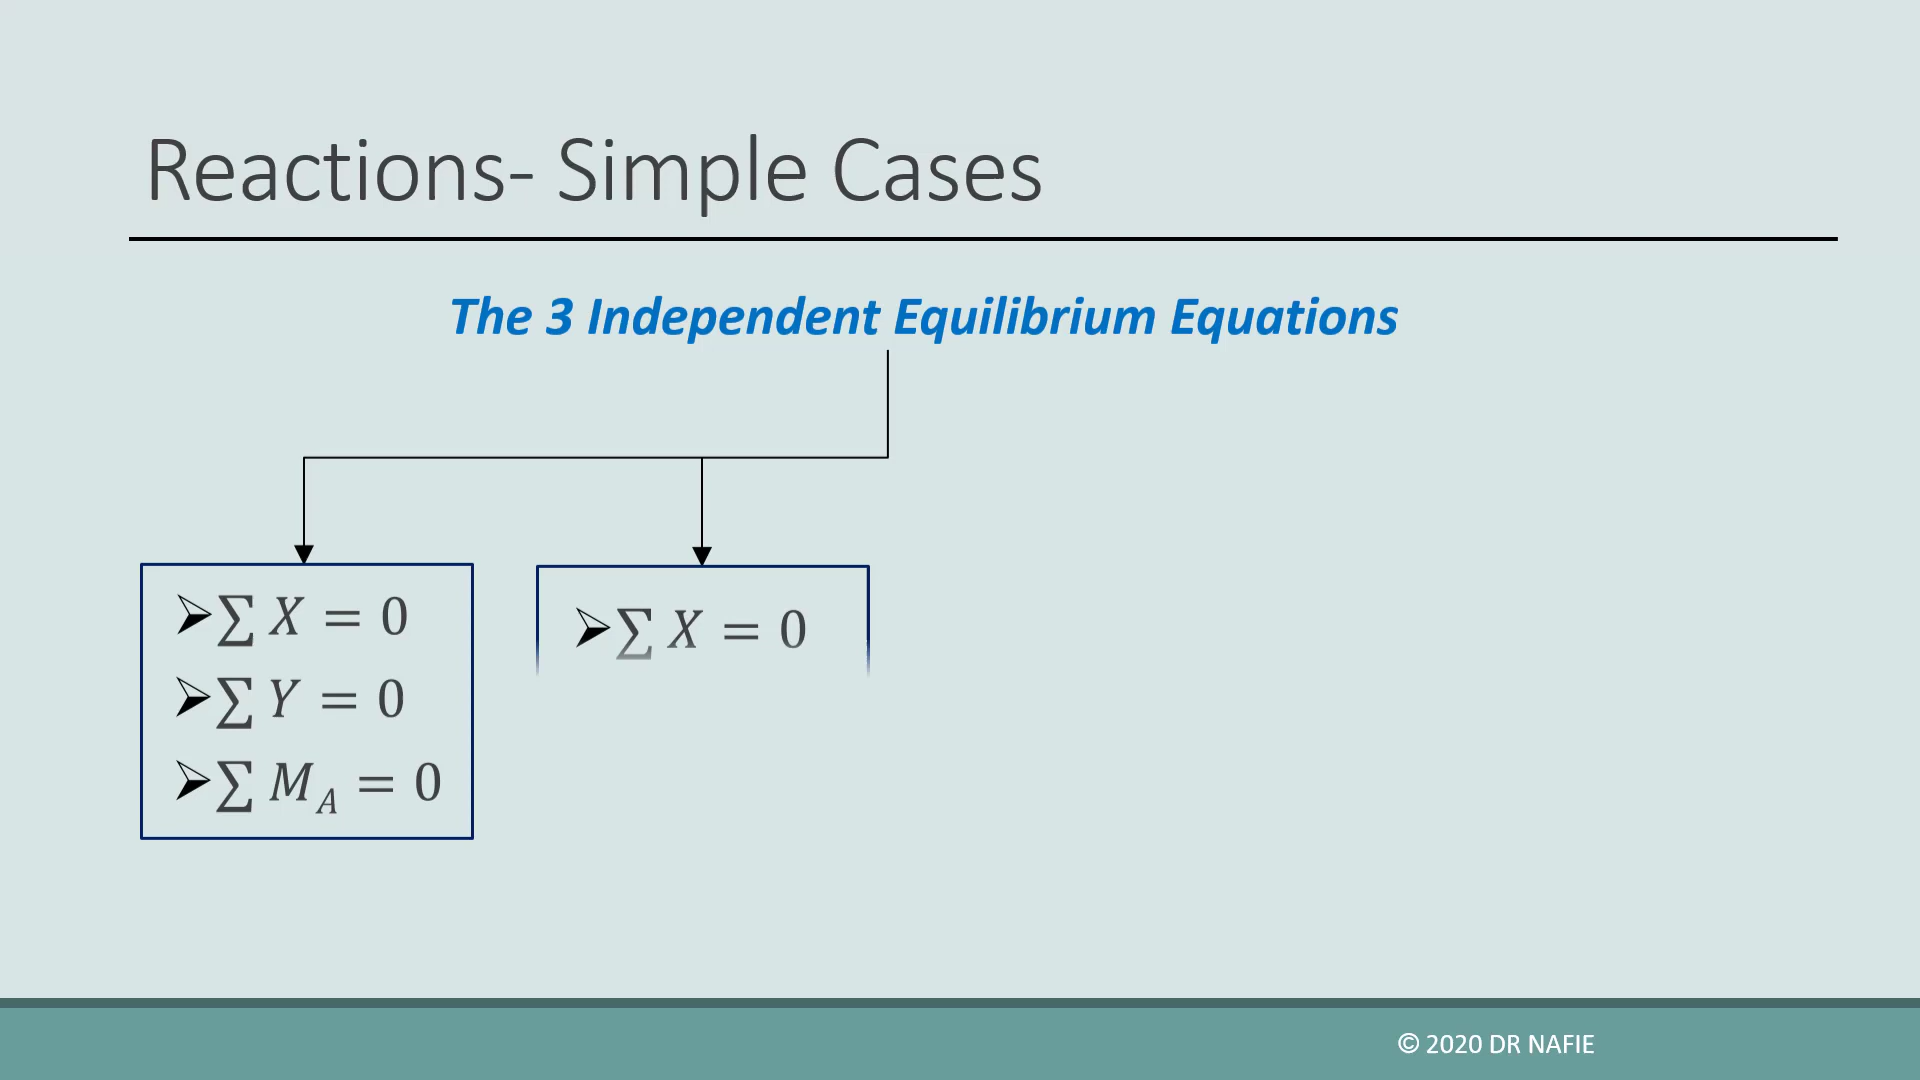 Reactions- Simple Cases
The 3 Independent Equilibrium Equations
➢∑ X = 0
➢∑ Y = 0
➢∑ M_A = 0
➢∑ X = 0
© 2020 DR NAFIE